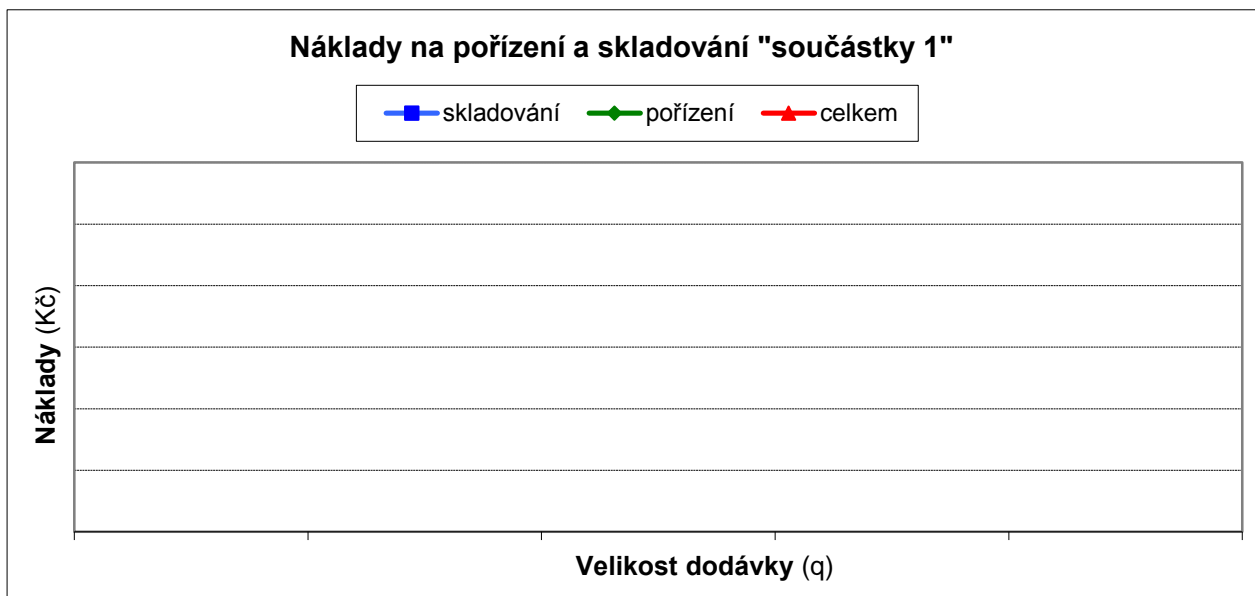 Náklady na pořízení a skladování "součástky 1"
skladování pořízení celkem
Náklady (Kč)
Velikost dodávky (q)